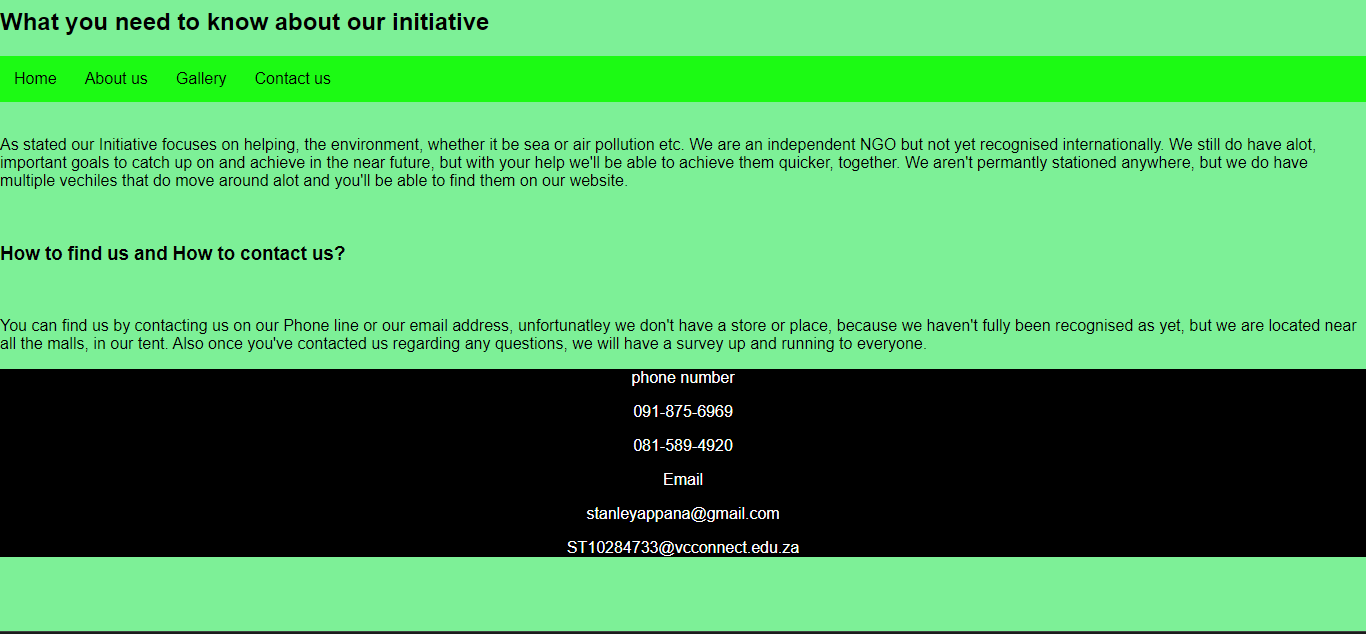 What you need to know about our initiative
Home About us Gallery Contact us
As stated our Initiative focuses on helping, the environment, whether it be sea or air pollution etc. We are an independent NGO but not yet recognised internationally. We still do have alot,
important goals to catch up on and achieve in the near future, but with your help we'll be able to achieve them quicker, together. We aren't permantly stationed anywhere, but we do have
multiple vechiles that do move around alot and you'll be able to find them on our website.
How to find us and How to contact us?
You can find us by contacting us on our Phone line or our email address, unfortunatley we don't have a store or place, because we haven't fully been recognised as yet, but we are located near
all the malls, in our tent. Also once you've contacted us regarding any questions, we will have a survey up and running to everyone.
phone number
091-875-6969
081-589-4920
Email
stanleyappana@gmail.com
ST10284733@vcconnect.edu.za